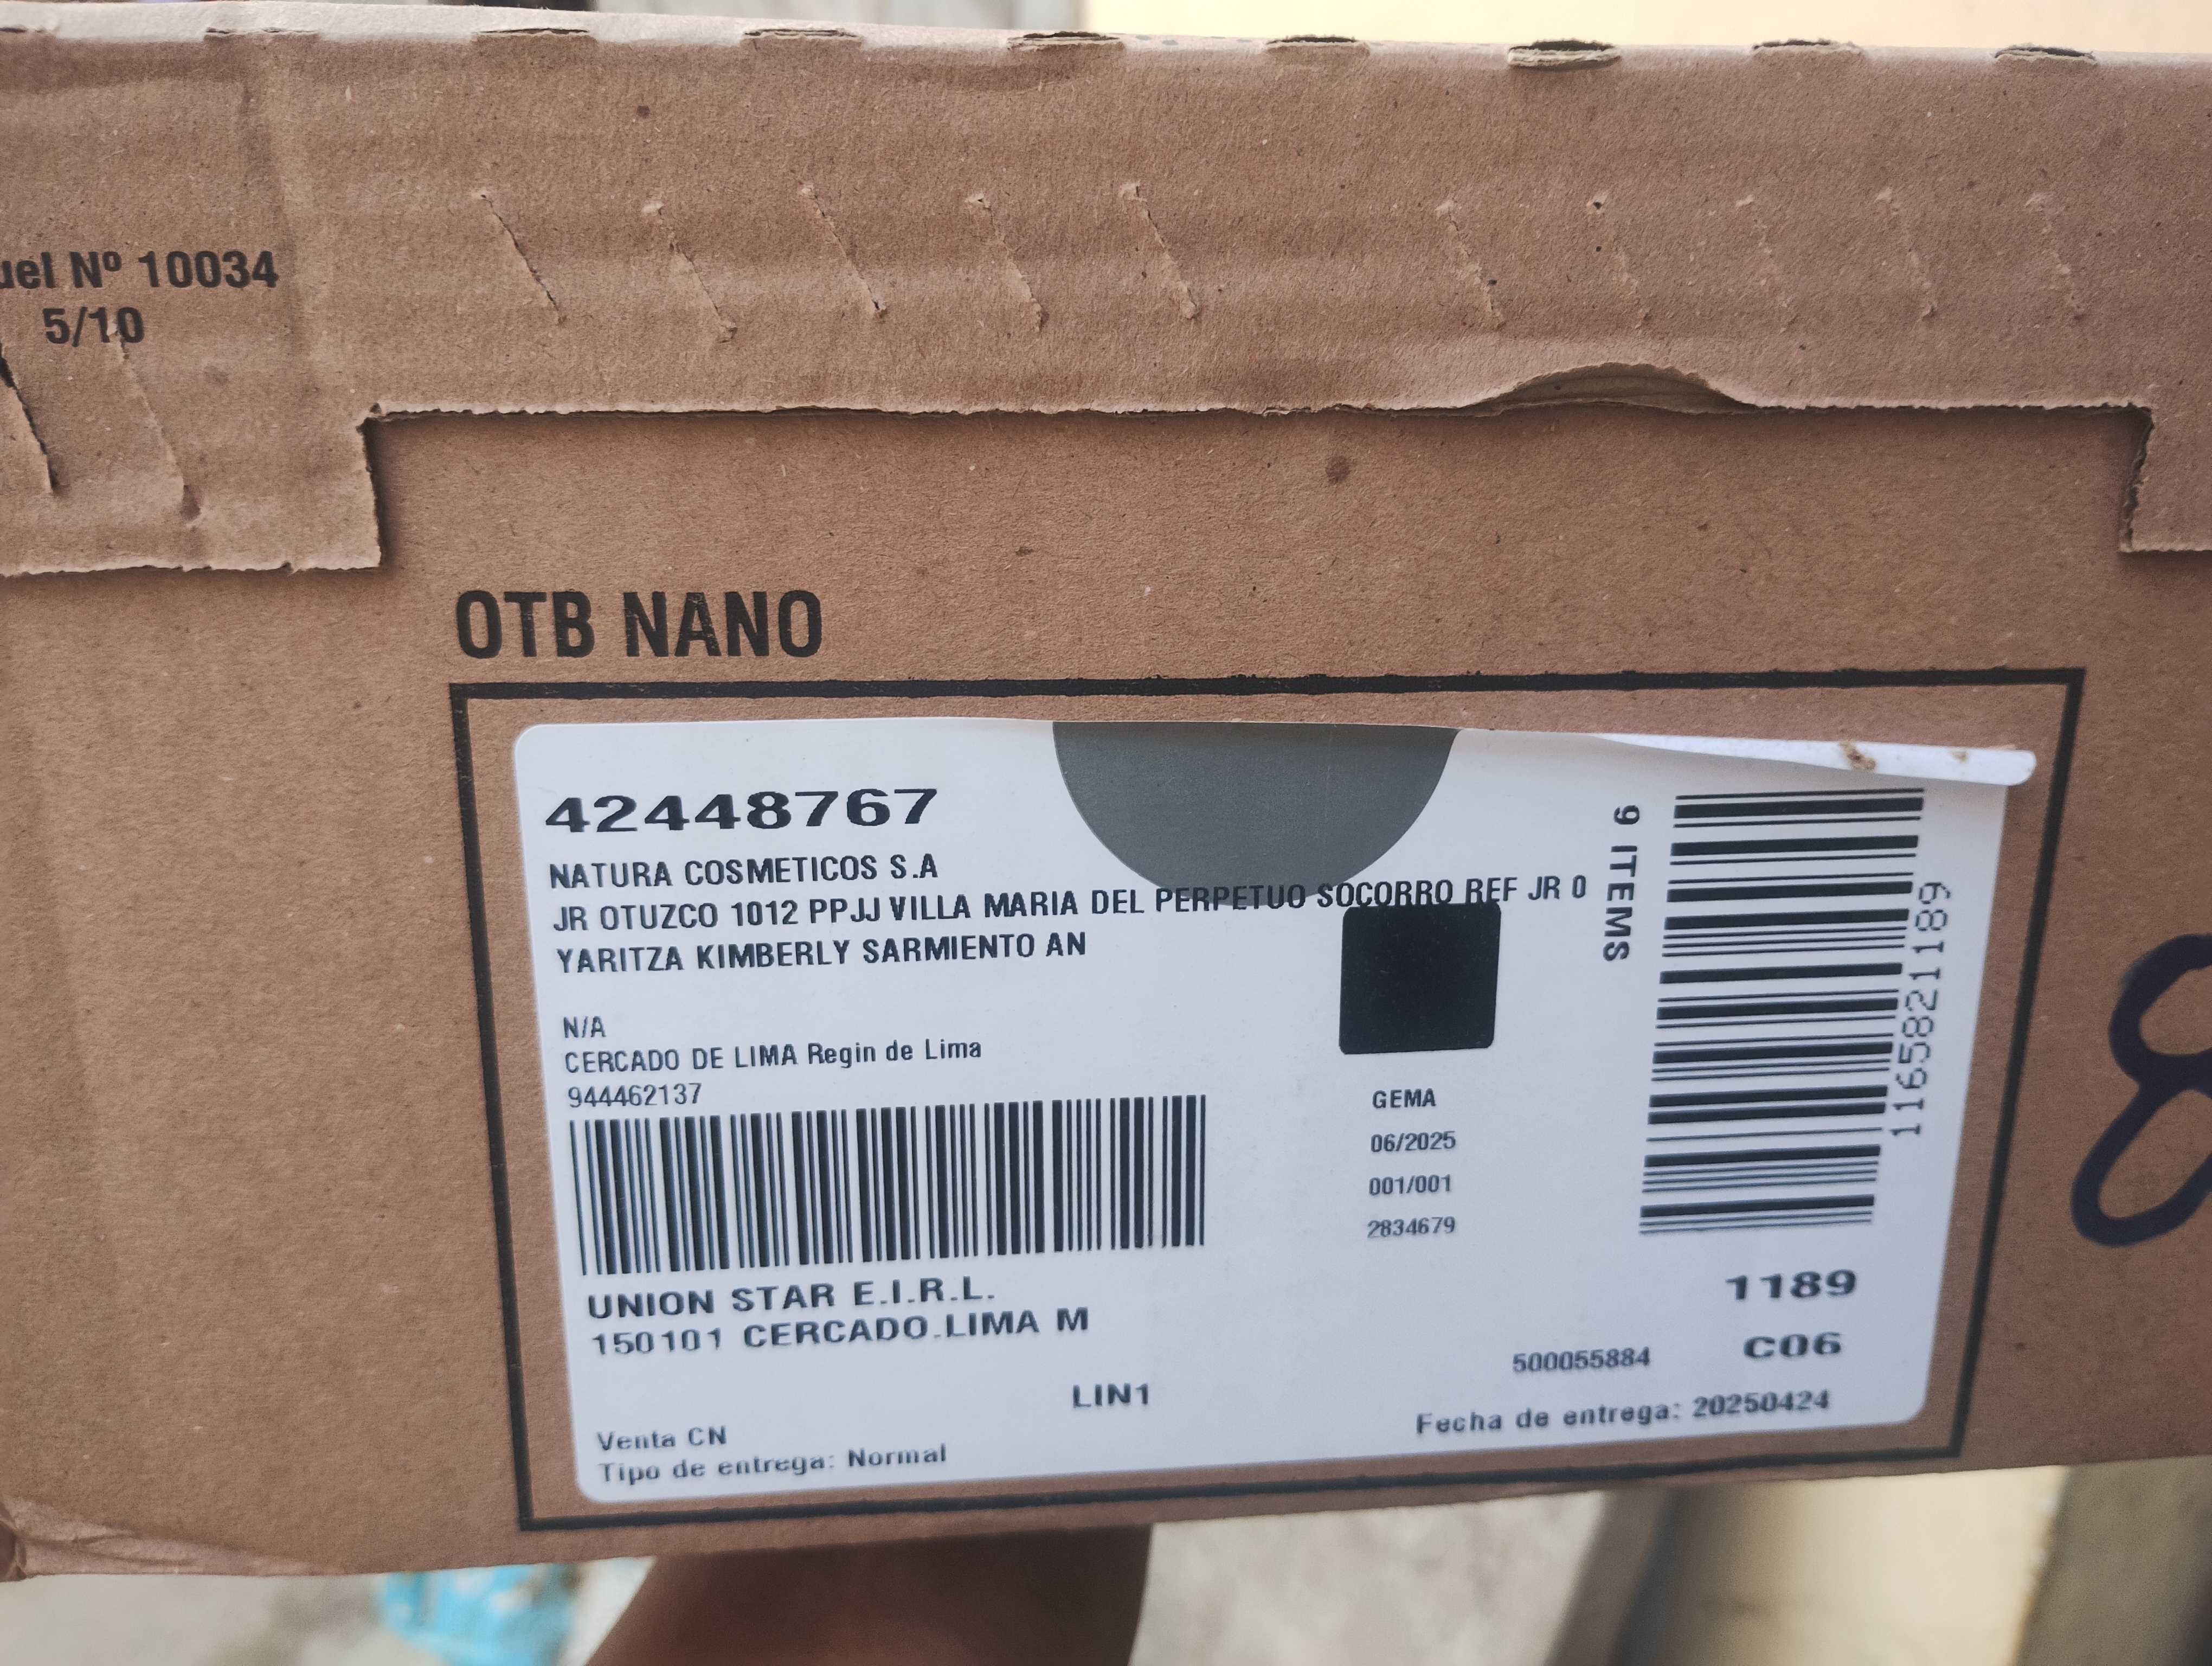 Nº 10034
5/10
OTB NANO
42448767
NATURA COSMETICOS S.A
JR OTUZCO 1012 PPJJ VILLA MARIA DEL PERPETUO SOCORRO REF JR 0
YARITZA KIMBERLY SARMIENTO AN
N/A
CERCADO DE LIMA Regin de Lima
944462137
UNION STAR E.I.R.L.
150101 CERCADO.LIMA M
LIN1
Venta CN
Tipo de entrega: Normal
GEMA
06/2025
001/001
2834679
9 ITEMS
1165821189
1189
500055884 C06
Fecha de entrega: 20250424
8